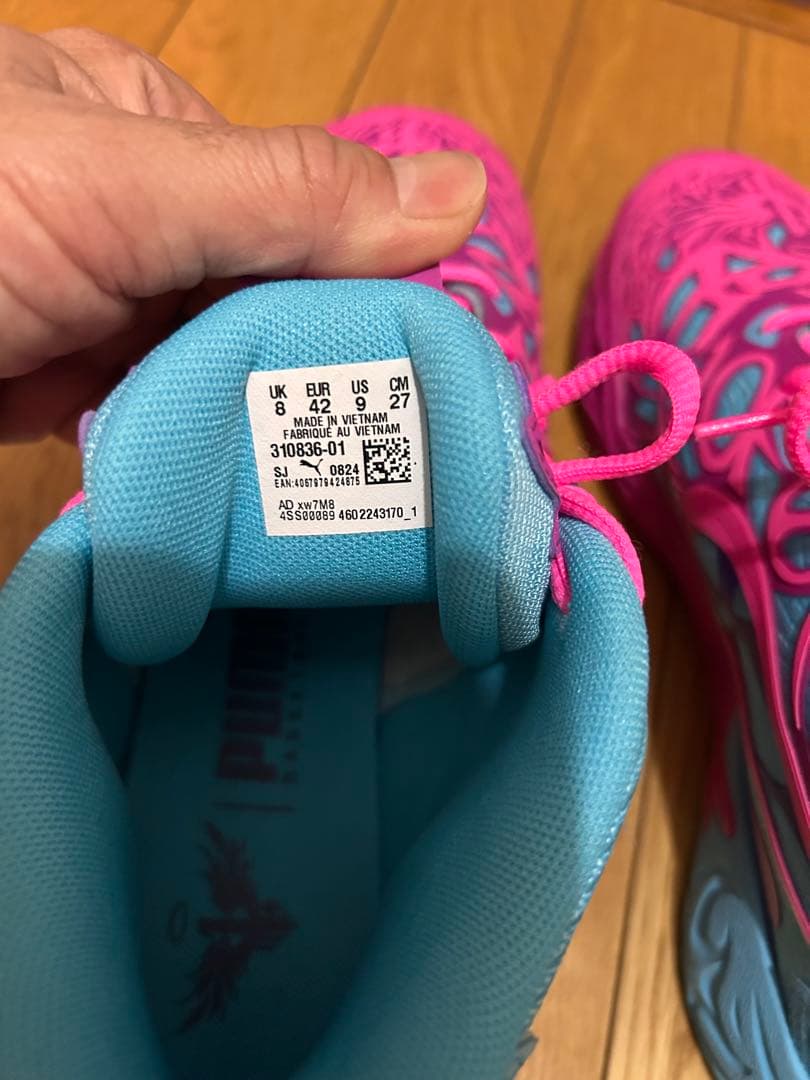 UK EUR US CM
8 42 9 27
MADE IN VIETNAM
FABRIQUÉ AU VIETNAM
310836-01
SJ 0824
EAN:4067979424875
AD xw7M8
4SS00089 4602243170_1
PUMA